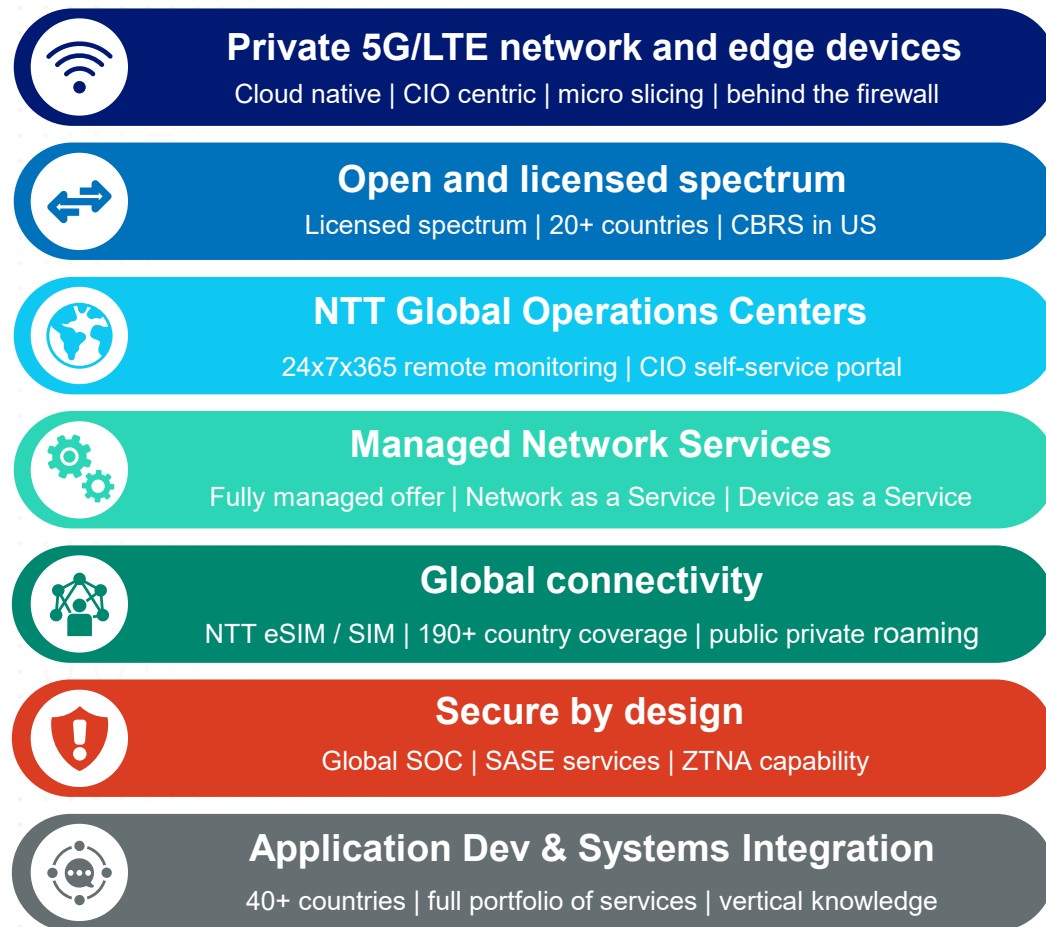 Private 5G/LTE network and edge devices
Cloud native | CIO centric | micro slicing | behind the firewall
Open and licensed spectrum
Licensed spectrum | 20+ countries | CBRS in US
NTT Global Operations Centers
24x7x365 remote monitoring | CIO self-service portal
Managed Network Services
Fully managed offer | Network as a Service | Device as a Service
Global connectivity
NTT eSIM / SIM | 190+ country coverage | public private roaming
Secure by design
Global SOC | SASE services | ZTNA capability
Application Dev & Systems Integration
40+ countries | full portfolio of services | vertical knowledge